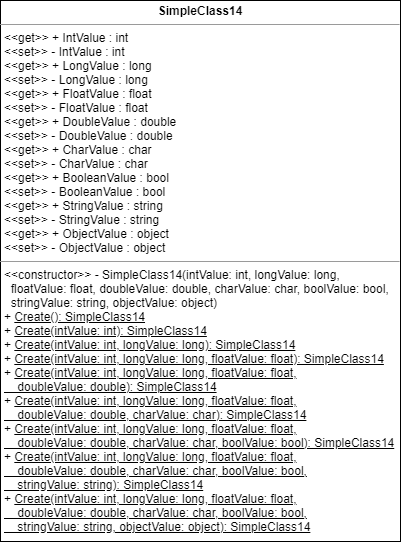 SimpleClass14
<<get>> + IntValue : int
<<set>> - IntValue : int
<<get>> + LongValue : long
<<set>> - LongValue : long
<<get>> + FloatValue : float
<<set>> - FloatValue : float
<<get>> + DoubleValue : double
<<set>> - DoubleValue : double
<<get>> + CharValue : char
<<set>> - CharValue : char
<<get>> + BooleanValue : bool
<<set>> - BooleanValue : bool
<<get>> + StringValue : string
<<set>> - StringValue : string
<<get>> + ObjectValue : object
<<set>> - ObjectValue : object
<<constructor>> - SimpleClass14(intValue: int, longValue: long,
floatValue: float, doubleValue: double, charValue: char, boolValue: bool,
stringValue: string, objectValue: object)
+ Create(): SimpleClass14
+ Create(intValue: int): SimpleClass14
+ Create(intValue: int, longValue: long): SimpleClass14
+ Create(intValue: int, longValue: long, floatValue: float): SimpleClass14
+ Create(intValue: int, longValue: long, floatValue: float,
doubleValue: double): SimpleClass14
+ Create(intValue: int, longValue: long, floatValue: float,
doubleValue: double, charValue: char): SimpleClass14
+ Create(intValue: int, longValue: long, floatValue: float,
doubleValue: double, charValue: char, boolValue: bool): SimpleClass14
+ Create(intValue: int, longValue: long, floatValue: float,
doubleValue: double, charValue: char, boolValue: bool,
stringValue: string): SimpleClass14
+ Create(intValue: int, longValue: long, floatValue: float,
doubleValue: double, charValue: char, boolValue: bool,
stringValue: string, objectValue: object): SimpleClass14